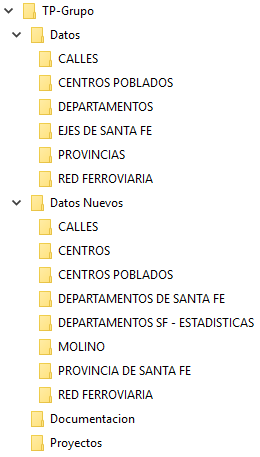 TP-Grupo
Datos
CALLES
CENTROS POBLADOS
DEPARTAMENTOS
EJES DE SANTA FE
PROVINCIAS
RED FERROVIARIA
Datos Nuevos
CALLES
CENTROS
CENTROS POBLADOS
DEPARTAMENTOS DE SANTA FE
DEPARTAMENTOS SF - ESTADISTICAS
MOLINO
PROVINCIA DE SANTA FE
RED FERROVIARIA
Documentacion
Proyectos